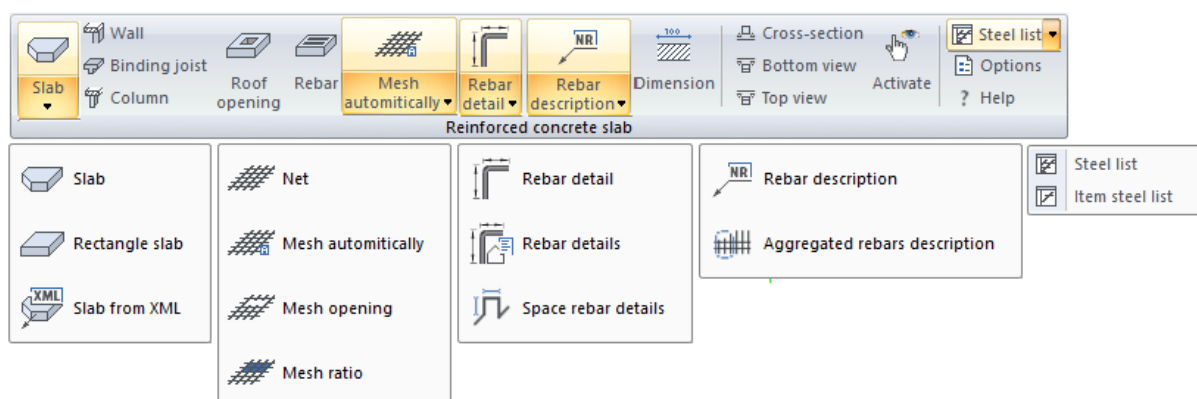 Slab
Wall
Binding joist
Column
Roof
opening
Rebar
Mesh
automitically
Rebar
detail
NR
Rebar
description
100
Dimension
Cross-section
Bottom view
Top view
Activate
Steel list
Options
? Help
Reinforced concrete slab
Slab
Rectangle slab
XML
Slab from XML
Net
Mesh automitically
Mesh opening
Mesh ratio
Rebar detail
Rebar details
Space rebar details
NR
Rebar description
Aggregated rebars description
Steel list
Item steel list